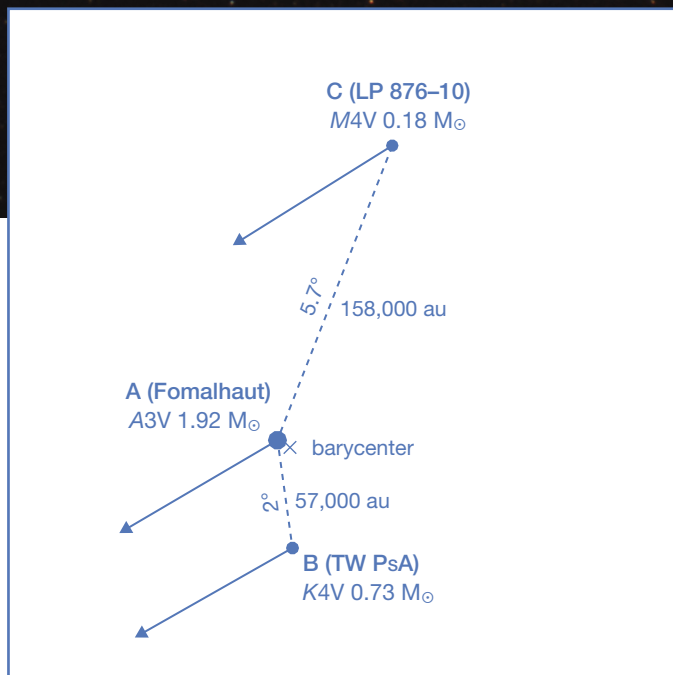 C (LP 876–10)
M4V 0.18 M☉
5.7°
158,000 au
A (Fomalhaut)
A3V 1.92 M☉
barycenter
2°
57,000 au
B (TW PsA)
K4V 0.73 M☉